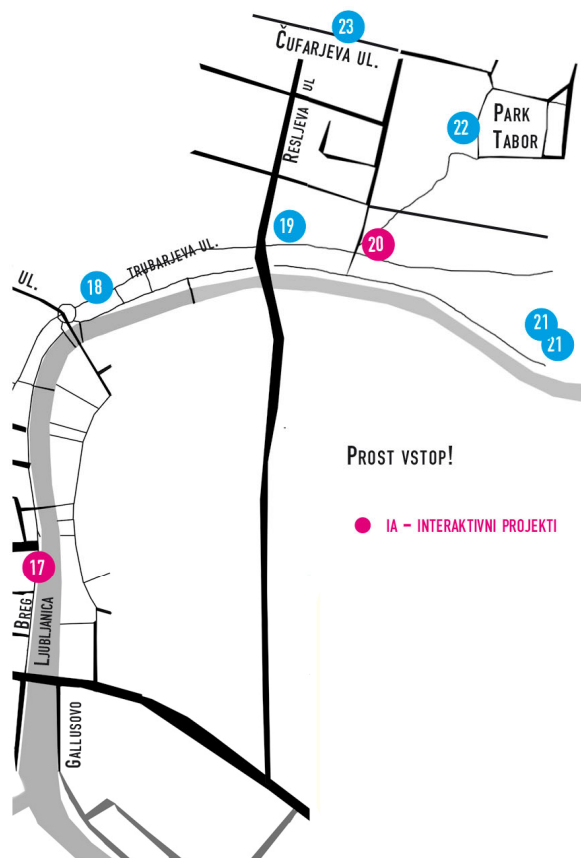 23
ČUFARJEVA UL.
RESLJEVA UL
22
PARK
TABOR
19
20
TRUBARJEVA UL.
18
UL.
21
21
PROST VSTOP!
IA – INTERAKTIVNI PROJEKTI
17
BREG
LJUBLJANICA
GALLUSOVO